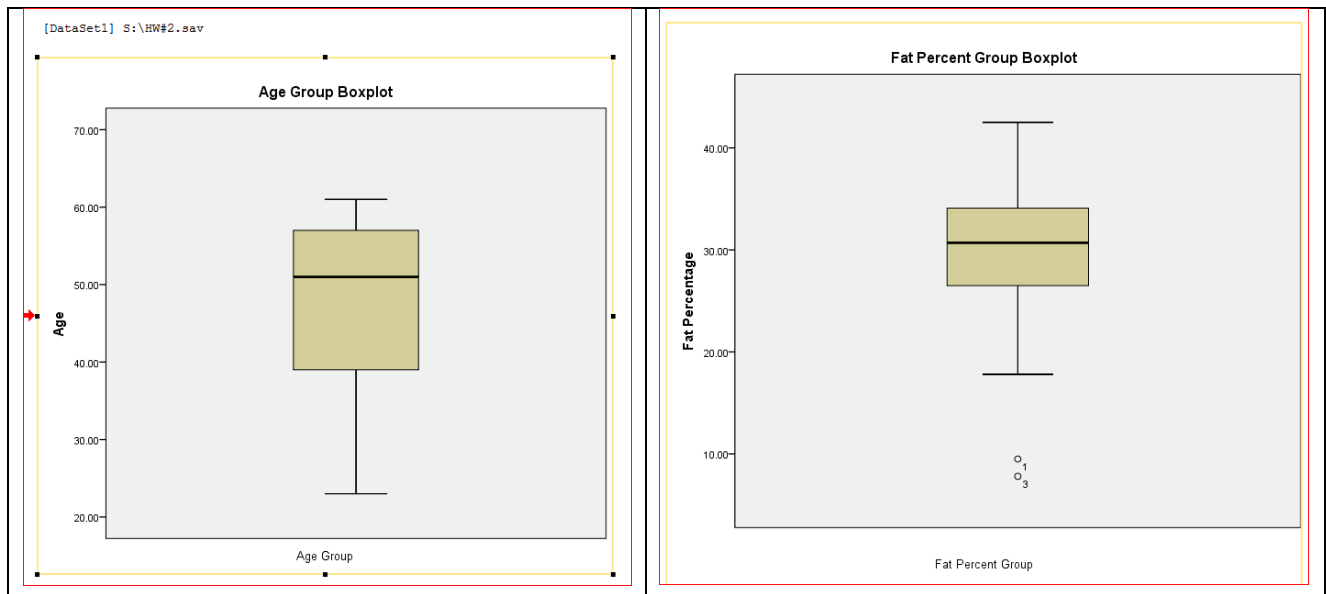 [DataSet1] S:\HW#2.sav
Age Group Boxplot
70.00
60.00
50.00
40.00
30.00
20.00
Age
Age Group
Fat Percent Group Boxplot
40.00
30.00
20.00
10.00
Fat Percentage
1
3
Fat Percent Group